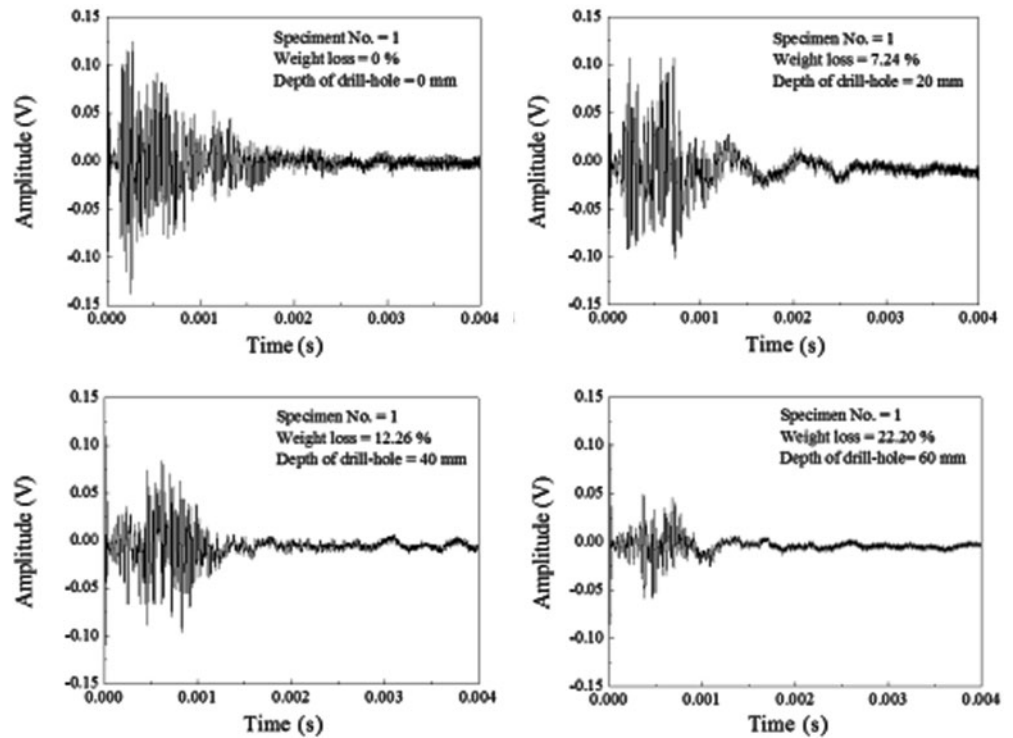 0.15
Speciment No. = 1
Weight loss = 0 %
Depth of drill-hole = 0 mm
0.10
0.05
0.00
-0.05
-0.10
-0.15
Amplitude (V)
0.000 0.001 0.002 0.003 0.004
Time (s)
0.15
Specimen No. = 1
Weight loss = 7.24 %
Depth of drill-hole = 20 mm
0.10
0.05
0.00
-0.05
-0.10
-0.15
Amplitude (V)
0.000 0.001 0.002 0.003 0.004
Time (s)
0.15
Specimen No. = 1
Weight loss = 12.26 %
Depth of drill-hole = 40 mm
0.10
0.05
0.00
-0.05
-0.10
-0.15
Amplitude (V)
0.000 0.001 0.002 0.003 0.004
Time (s)
0.15
Specimen No. = 1
Weight loss = 22.20 %
Depth of drill-hole= 60 mm
0.10
0.05
0.00
-0.05
-0.10
-0.15
Amplitude (V)
0.000 0.001 0.002 0.003 0.004
Time (s)